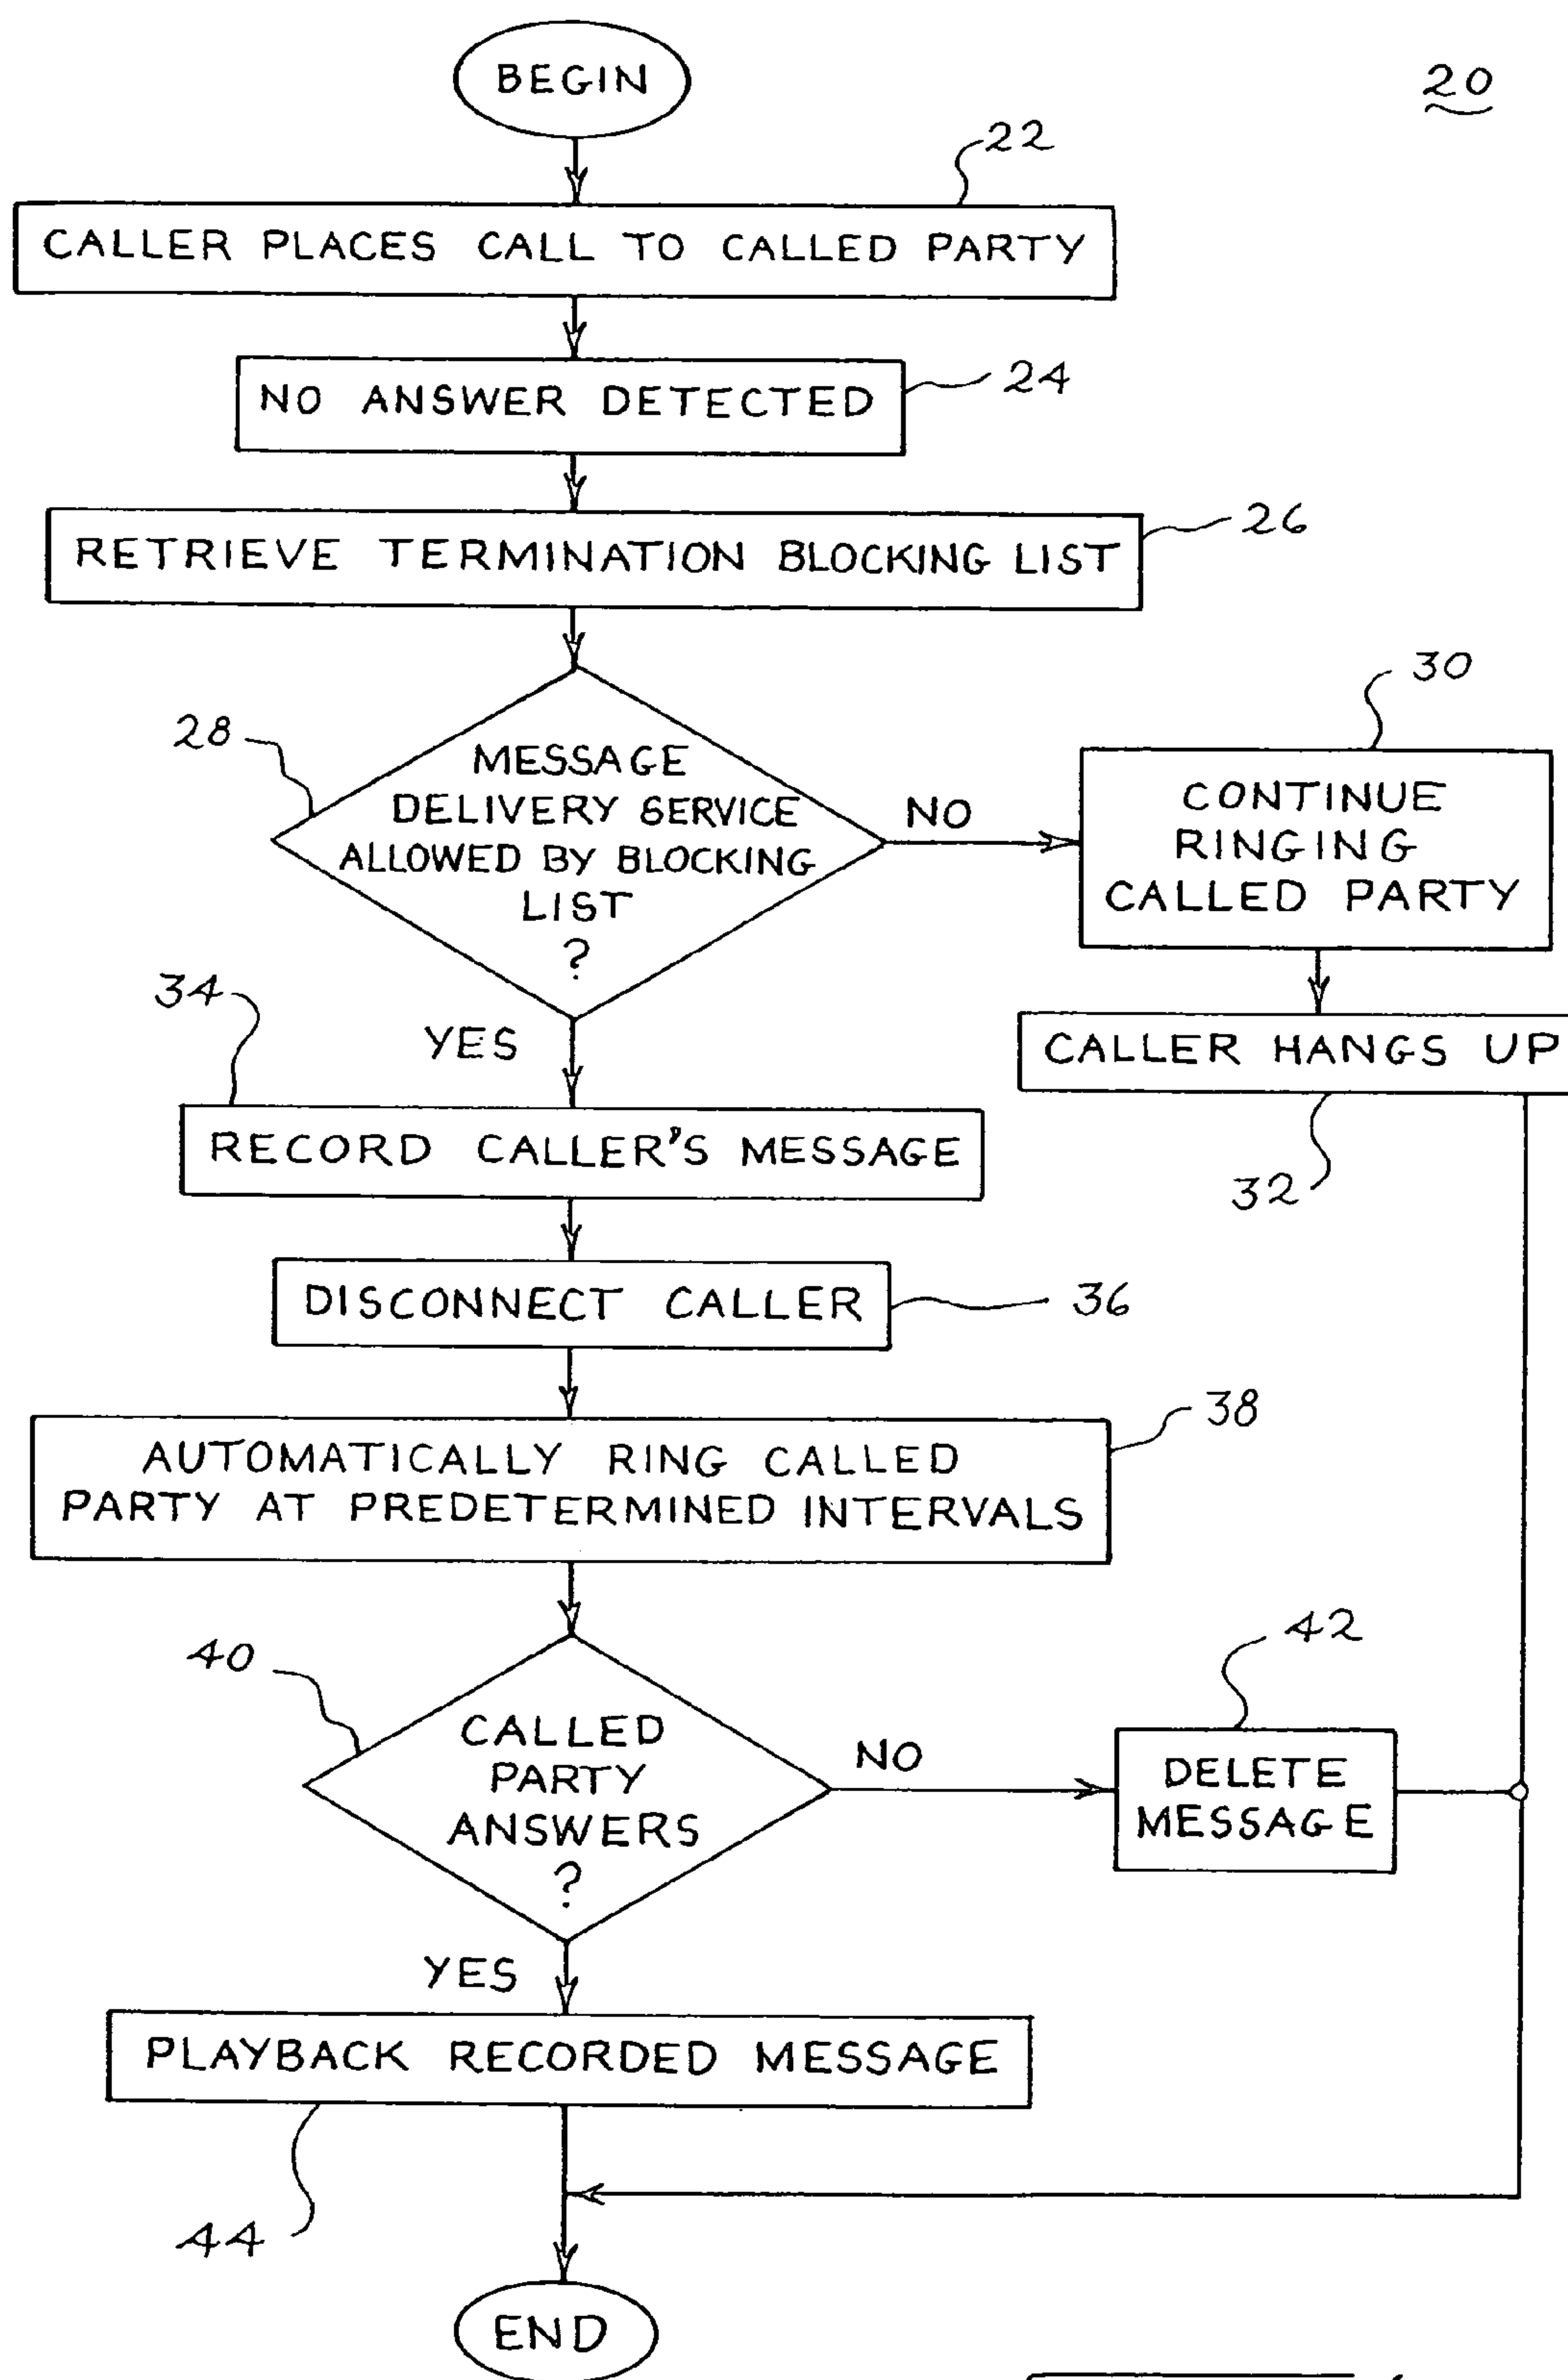 BEGIN
20
22
CALLER PLACES CALL TO CALLED PARTY
NO ANSWER DETECTED
24
RETRIEVE TERMINATION BLOCKING LIST
26
28
MESSAGE
DELIVERY SERVICE
ALLOWED BY BLOCKING
LIST
?
NO
30
CONTINUE
RINGING
CALLED PARTY
YES
CALLER HANGS UP
32
34
RECORD CALLER'S MESSAGE
DISCONNECT CALLER
36
38
AUTOMATICALLY RING CALLED
PARTY AT PREDETERMINED INTERVALS
40
CALLED
PARTY
ANSWERS
?
NO
42
DELETE
MESSAGE
YES
PLAYBACK RECORDED MESSAGE
44
END